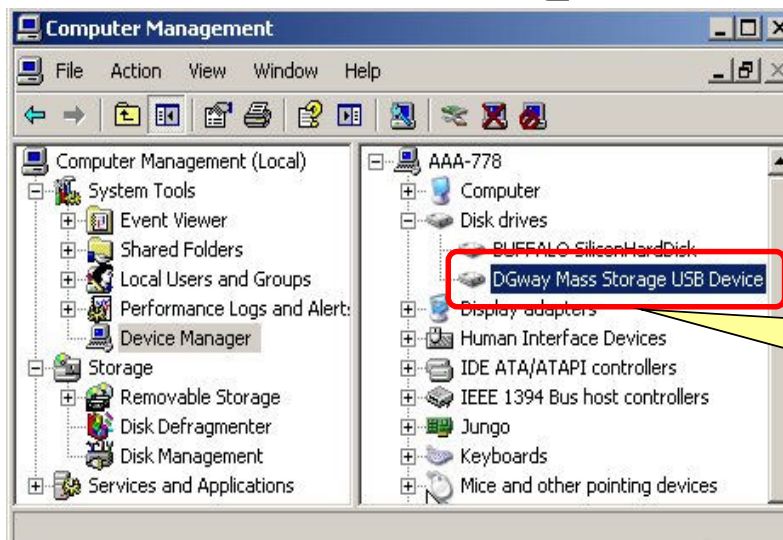 Computer Management
File Action View Window Help
Computer Management (Local)
System Tools
Event Viewer
Shared Folders
Local Users and Groups
Performance Logs and Alert
Device Manager
Storage
Removable Storage
Disk Defragmenter
Disk Management
Services and Applications
AAA-778
Computer
Disk drives
BUFFALO SiliconHardDisk
DGway Mass Storage USB Device
Display adapters
Human Interface Devices
IDE ATA/ATAPI controllers
IEEE 1394 Bus host controllers
Jungo
Keyboards
Mice and other pointing devices